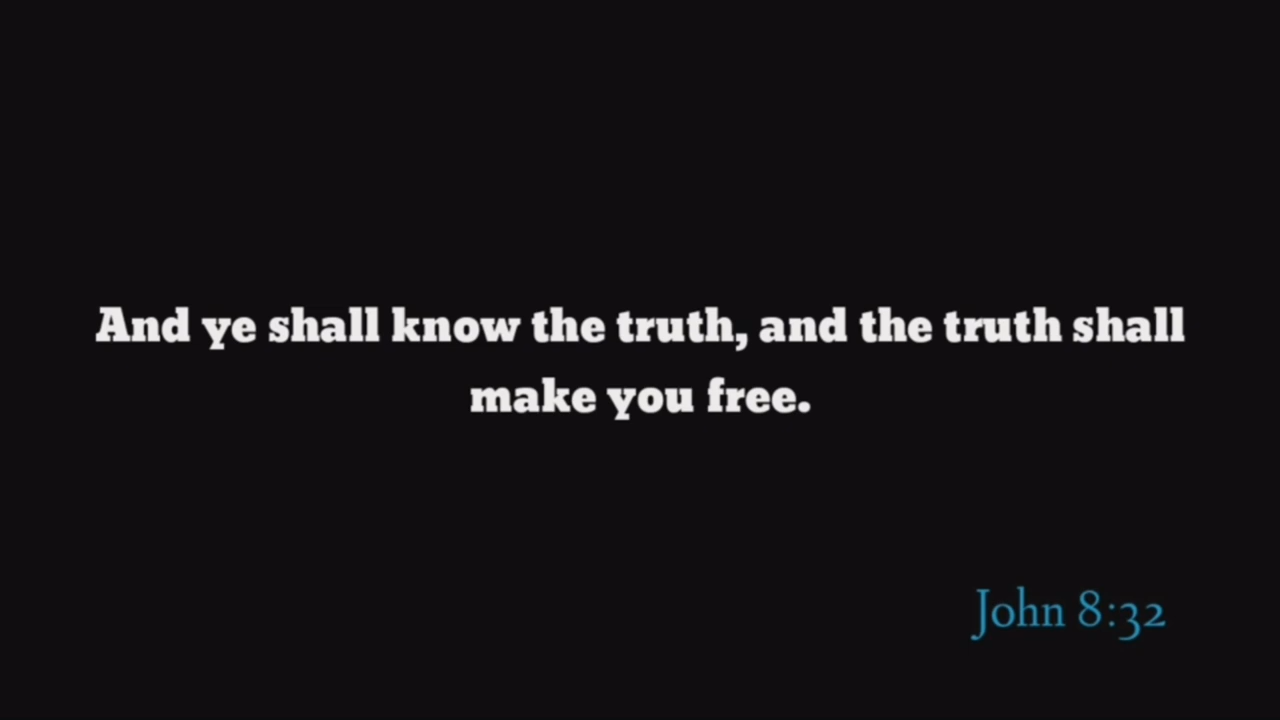 And ye shall know the truth, and the truth shall
make you free.
John 8:32